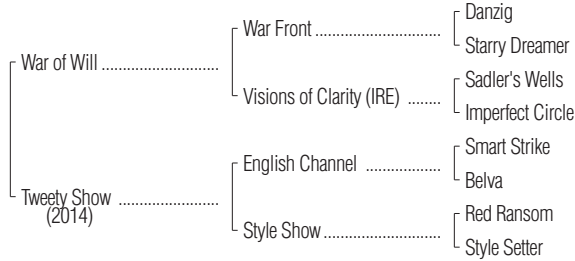 Danzig
War Front ........................................
Starry Dreamer
War of Will .....................................
Sadler's Wells
Visions of Clarity (IRE) ........
Imperfect Circle
Smart Strike
English Channel .......................
Belva
Tweety Show ...............................
(2014)
Red Ransom
Style Show .....................................
Style Setter